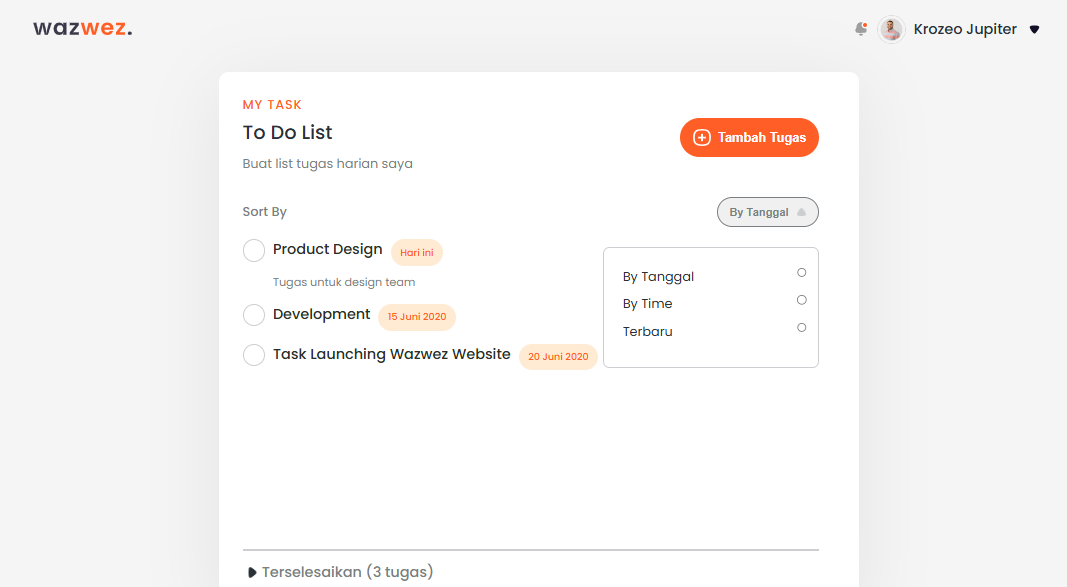 wazwez.
Krozeo Jupiter
MY TASK
To Do List
Buat list tugas harian saya
Tambah Tugas
Sort By
By Tanggal
Product Design
Hari ini
Tugas untuk design team
Development
15 Juni 2020
Task Launching Wazwez Website
20 Juni 2020
By Tanggal
By Time
Terbaru
Terselesaikan (3 tugas)